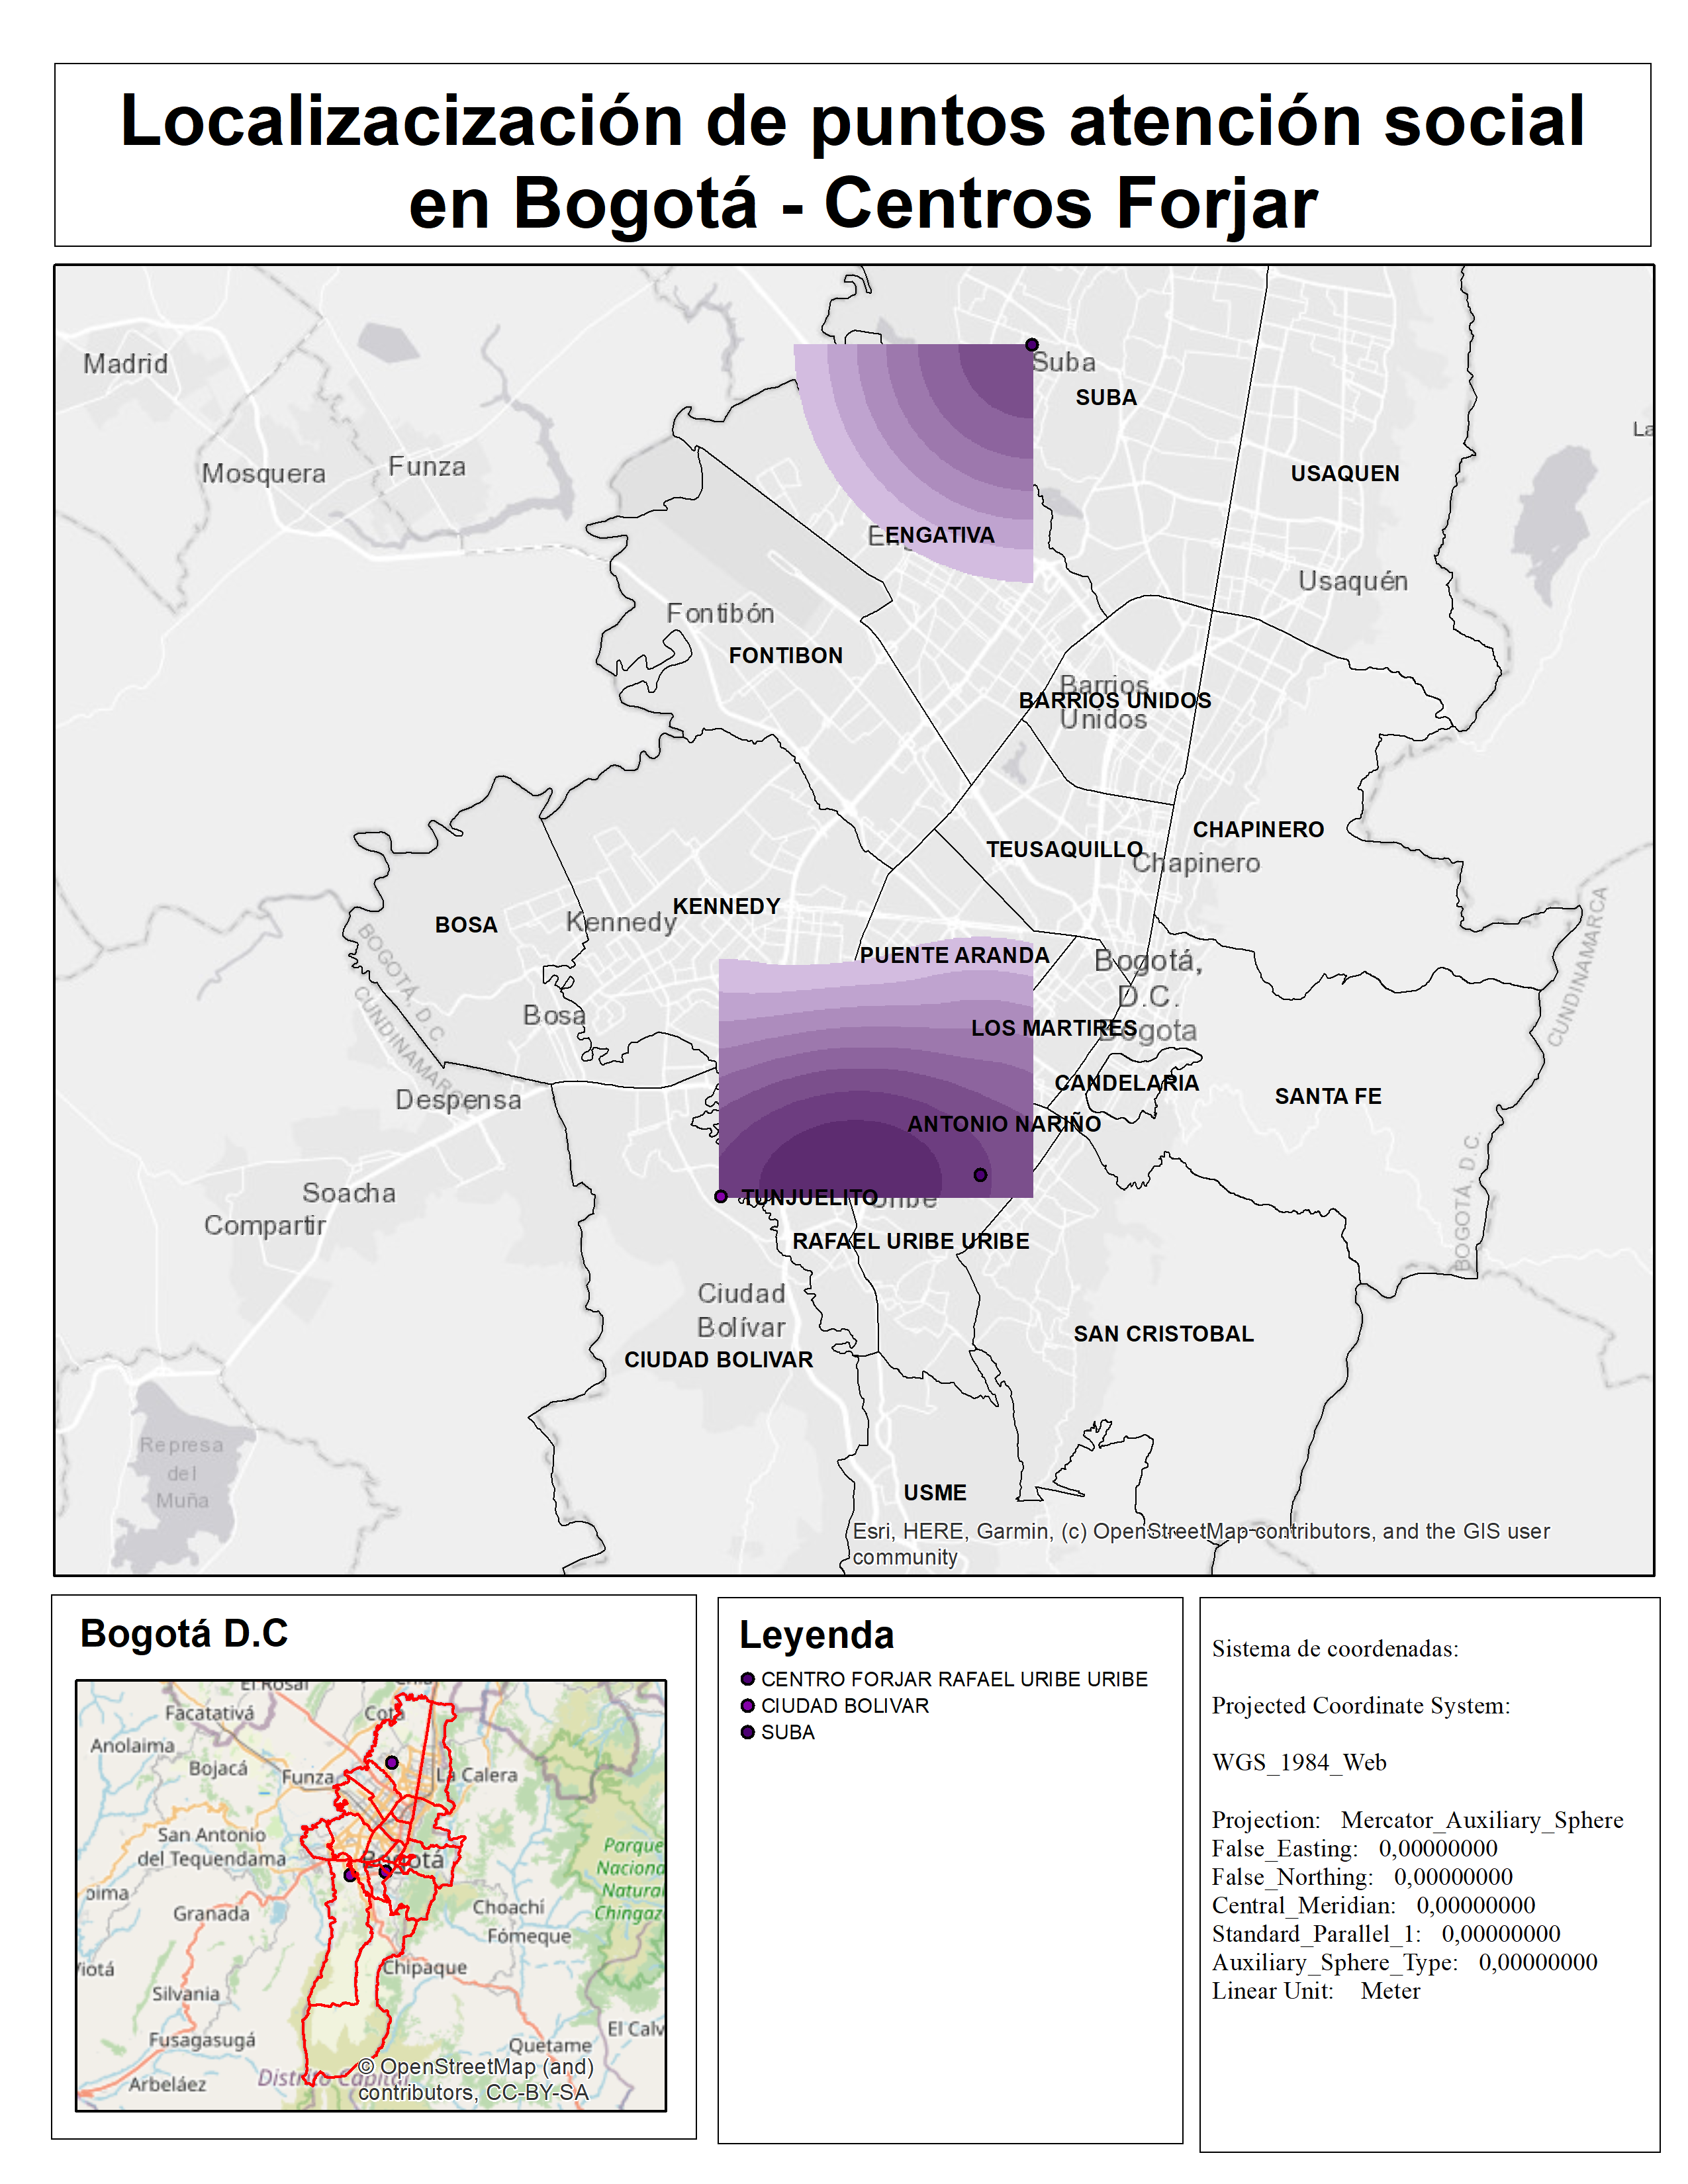 Localizacización de puntos atención social
en Bogotá - Centros Forjar
Madrid
Suba
SUBA
La
Mosquera
Funza
USAQUEN
ENGATIVA
Usaquén
Fontibón
FONTIBON
Barrios
BARRIOS UNIDOS
Unidos
CHAPINERO
TEUSAQUILLO
Chapinero
KENNEDY
Kennedy
BOSA
CUNDINAMARCA
BOGOTÁ, D.C.
CUNDINAMARCA
PUENTE ARANDA
Bogotá,
D.C.
Bosa
LOS MARTIRES
Bogota
CANDELARIA
Despensa
SANTA FE
ANTONIO NARIÑO
BOGOTÁ, D.C.
Soacha
TUNJUELITO
Uribe
Compartir
RAFAEL URIBE URIBE
Ciudad
Bolívar
SAN CRISTOBAL
CIUDAD BOLIVAR
Represa
del
Muña
USME
Esri, HERE, Garmin, (c) OpenStreetMap contributors, and the GIS user
community
Bogotá D.C
El Rosal
Chía
Facatativá
Cota
Anolaima
Bojacá
Funza
La Calera
San Antonio
del Tequendama
Bogotá
Parque
Naciona
Natural
Chingaz
Granada
Choachí
Fómeque
Chipaque
Silvania
Fusagasugá
Quetame
El Calv
Arbeláez
Distrito Capital
© OpenStreetMap (and)
contributors, CC-BY-SA
Leyenda
CENTRO FORJAR RAFAEL URIBE URIBE
CIUDAD BOLIVAR
SUBA
Sistema de coordenadas:
Projected Coordinate System:
WGS_1984_Web
Projection: Mercator_Auxiliary_Sphere
False_Easting: 0,00000000
False_Northing: 0,00000000
Central_Meridian: 0,00000000
Standard_Parallel_1: 0,00000000
Auxiliary_Sphere_Type: 0,00000000
Linear Unit: Meter